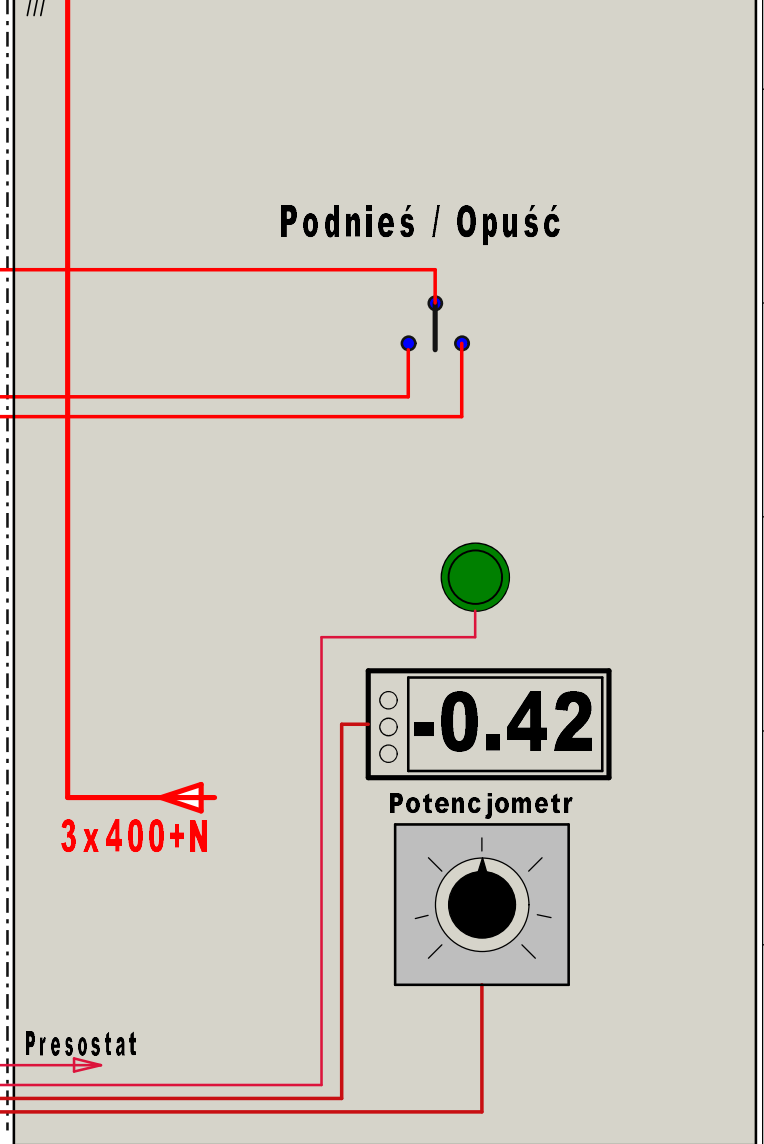 Podnieś / Opuść
-0.42
Potencjometr
3x400+N
Presostat